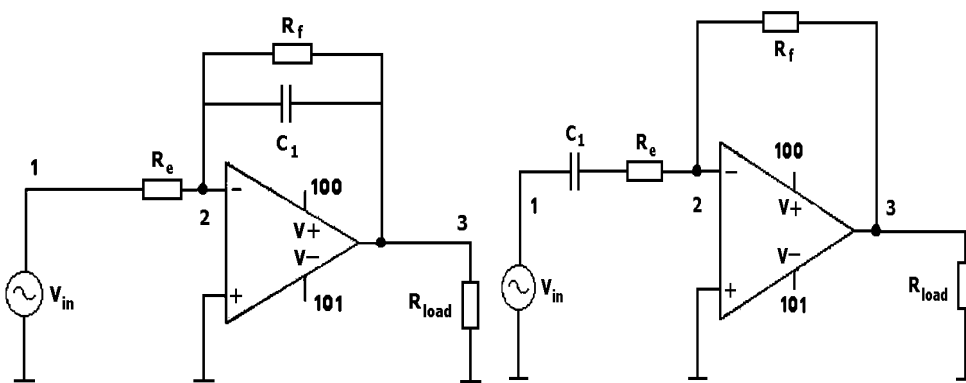 R_f
C_1
1
R_e
2
−
100
V+
V−
+
101
3
V_in
R_load
R_f
C_1
R_e
1
2
−
100
V+
V−
+
101
3
V_in
R_load